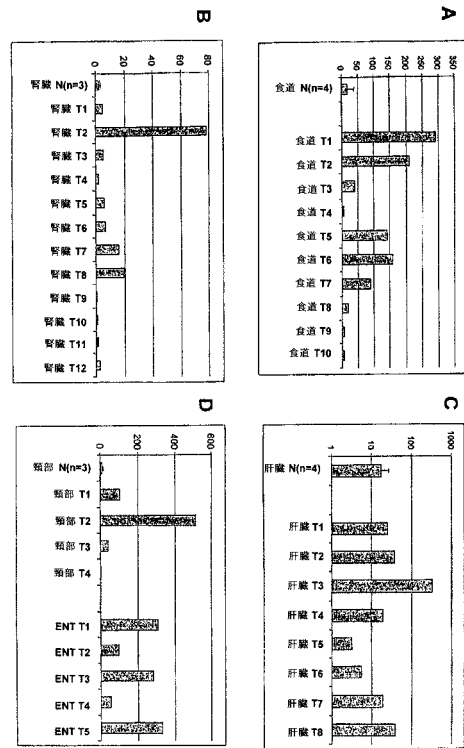 A
0 50 100 150 200 250 300 350
食道 N(n=4)
食道 T1
食道 T2
食道 T3
食道 T4
食道 T5
食道 T6
食道 T7
食道 T8
食道 T9
食道 T10
B
0 20 40 60 80
腎臓 N(n=3)
腎臓 T1
腎臓 T2
腎臓 T3
腎臓 T4
腎臓 T5
腎臓 T6
腎臓 T7
腎臓 T8
腎臓 T9
腎臓 T10
腎臓 T11
腎臓 T12
C
1 10 100 1000
肝臓 N(n=4)
肝臓 T1
肝臓 T2
肝臓 T3
肝臓 T4
肝臓 T5
肝臓 T6
肝臓 T7
肝臓 T8
D
0 200 400 600
頸部 N(n=3)
頸部 T1
頸部 T2
頸部 T3
頸部 T4
ENT T1
ENT T2
ENT T3
ENT T4
ENT T5